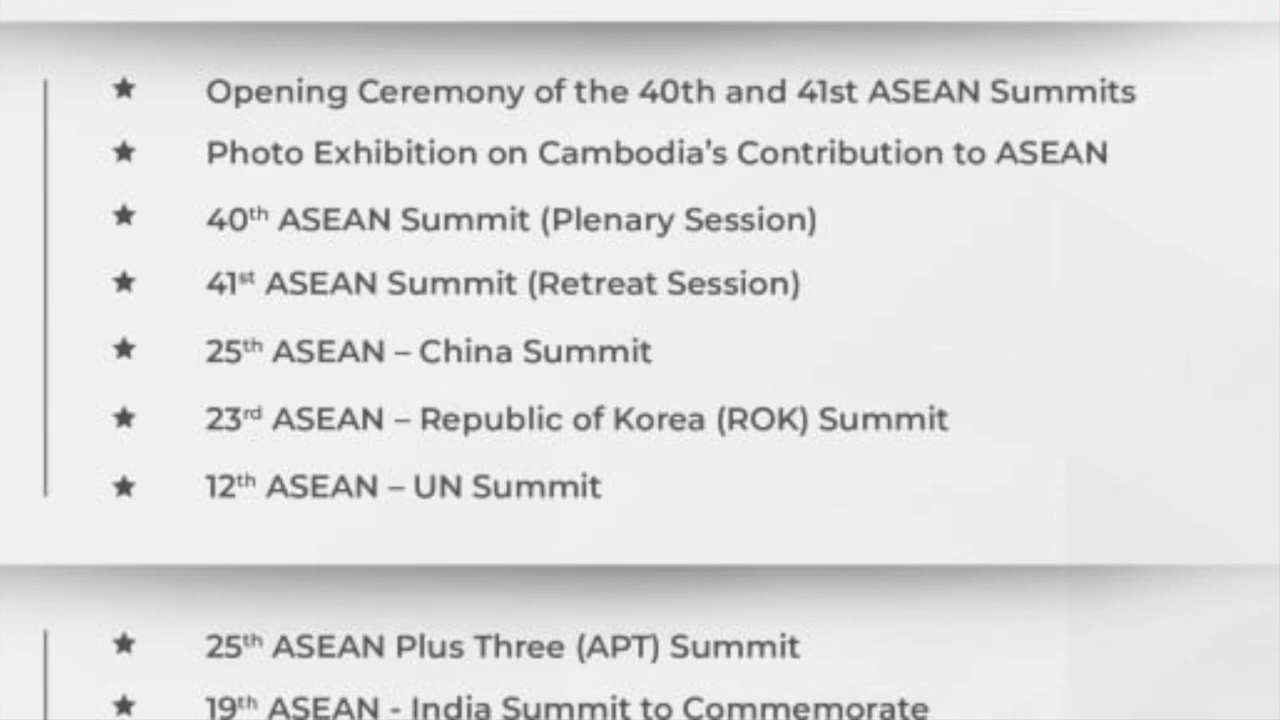 Opening Ceremony of the 40th and 41st ASEAN Summits
Photo Exhibition on Cambodia's Contribution to ASEAN
40th ASEAN Summit (Plenary Session)
41st ASEAN Summit (Retreat Session)
25th ASEAN – China Summit
23rd ASEAN – Republic of Korea (ROK) Summit
12th ASEAN – UN Summit
25th ASEAN Plus Three (APT) Summit
19th ASEAN - India Summit to Commemorate